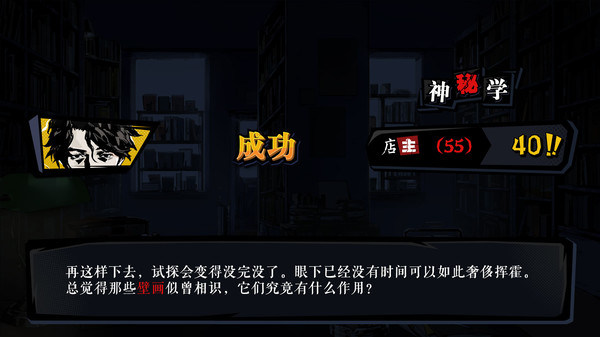 神秘学
成功
店主（55） 40!!
再这样下去，试探会变得没完没了。眼下已经没有时间可以如此奢侈挥霍。
总觉得那些壁画似曾相识，它们究竟有什么作用？